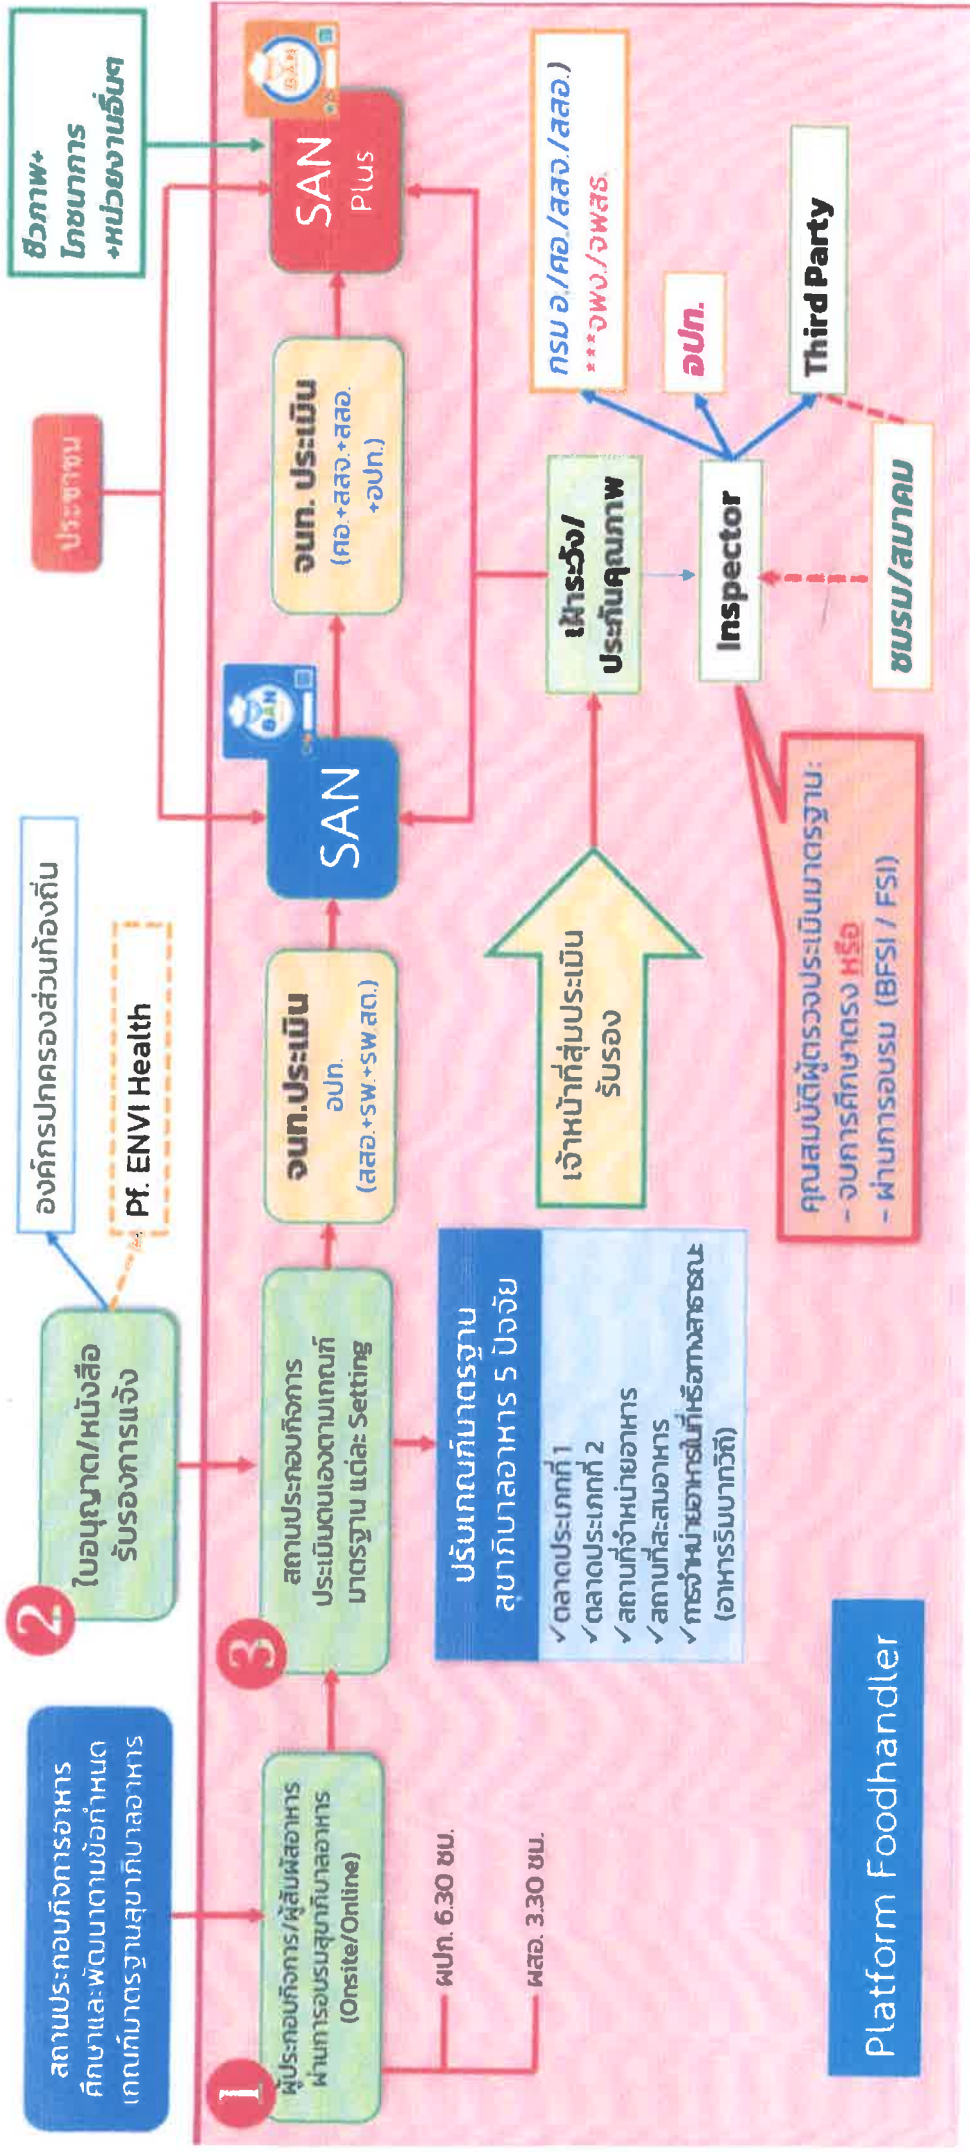 สถานประกอบกิจการอาหาร
ศึกษาและพัฒนาตามข้อกำหนด
เกณฑ์มาตรฐานสุขาภิบาลอาหาร
1
ผู้ประกอบกิจการ/ผู้สัมผัสอาหาร
ผ่านการอบรมสุขาภิบาลอาหาร
(Onsite/Online)
ผปก. 6.30 ชม.
ผสอ. 3.30 ชม.
2
ใบอนุญาต/หนังสือ
รับรองการแจ้ง
องค์กรปกครองส่วนท้องถิ่น
Pf. ENVI Health
3
สถานประกอบกิจการ
ประเมินตนเองตามเกณฑ์
มาตรฐาน แต่ละ Setting
ปรับเกณฑ์มาตรฐาน
สุขาภิบาลอาหาร 5 ปัจจัย
✓ตลาดประเภทที่ 1
✓ตลาดประเภทที่ 2
✓สถานที่จำหน่ายอาหาร
✓สถานที่สะสมอาหาร
✓การจำหน่ายอาหารในที่หรือทางสาธารณะ
(อาหารริมบาทวิถี)
จนท.ประเมิน
อปท.
(สสอ.+รพ.+รพ.สต.)
SAN
SAN
จนท. ประเมิน
(ศอ.+สสจ.+สสอ.
+อปท.)
SAN
Plus
SAN
ประชาชน
ชีวภาพ+
โภชนาการ
+หน่วยงานอื่นๆ
เจ้าหน้าที่สุ่มประเมิน
รับรอง
เฝ้าระวัง/
ประกันคุณภาพ
Inspector
กรม อ./ศอ./สสจ./สสอ.)
***จพง./จพสธ.
อปท.
Third Party
ชมรม/สมาคม
คุณสมบัติผู้ตรวจประเมินมาตรฐาน:
- จบการศึกษาตรง หรือ
- ผ่านการอบรม (BFSI / FSI)
Platform Foodhandler